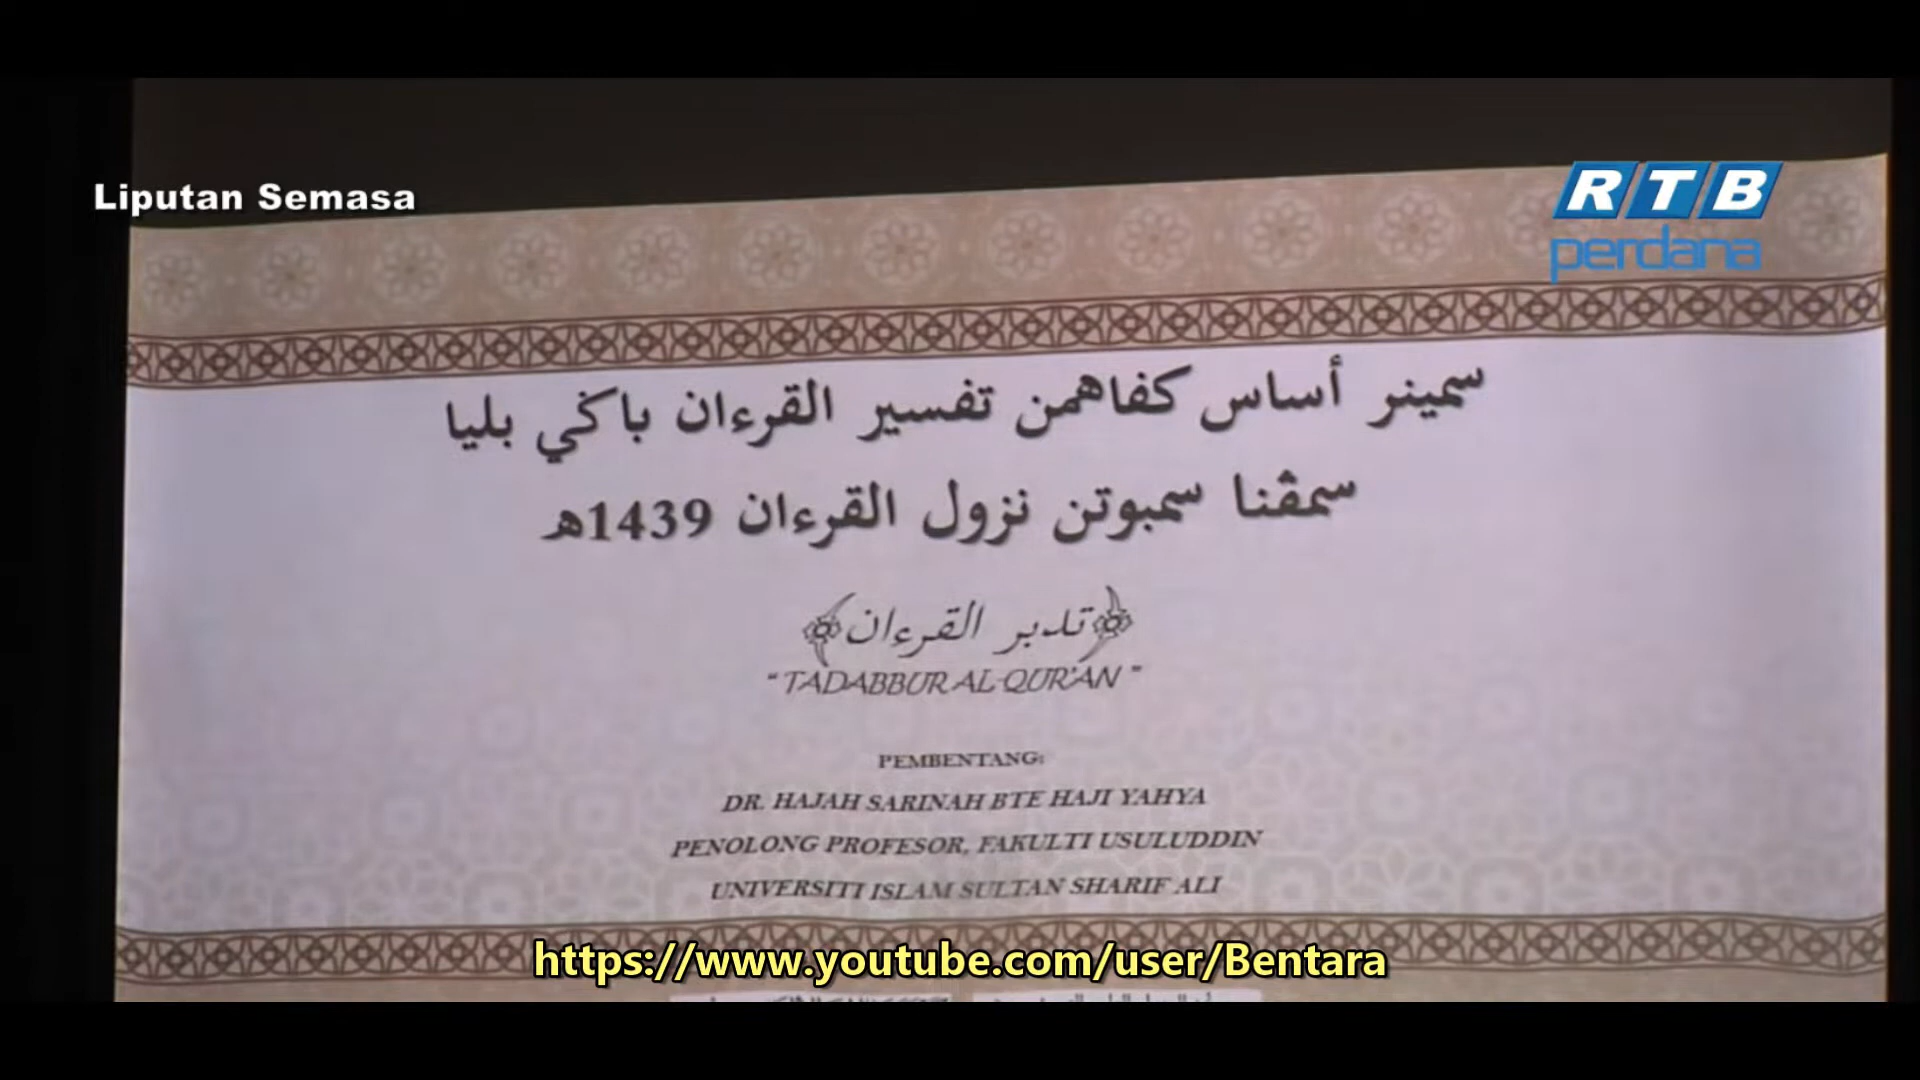 Liputan Semasa
RTB
perdana
سمينر أساس كفاهمن تفسير القرءان باݢي بليا
سمڤنا سمبوتن نزول القرءان 1439هـ
﴿تدبر القرءان﴾
"TADABBUR AL-QUR'AN"
PEMBENTANG:
DR. HAJAH SARINAH BTE HAJI YAHYA
PENOLONG PROFESOR, FAKULTI USULUDDIN
UNIVERSITI ISLAM SULTAN SHARIF ALI
https://www.youtube.com/user/Bentara